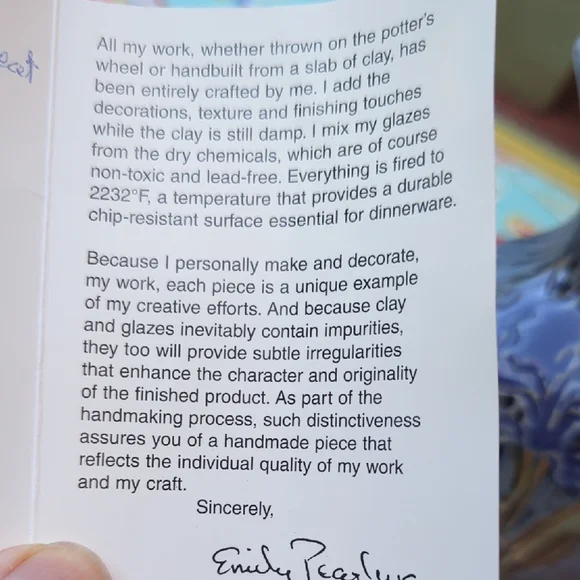 All my work, whether thrown on the potter's
wheel or handbuilt from a slab of clay, has
been entirely crafted by me. I add the
decorations, texture and finishing touches
while the clay is still damp. I mix my glazes
from the dry chemicals, which are of course
non-toxic and lead-free. Everything is fired to
2232°F, a temperature that provides a durable
chip-resistant surface essential for dinnerware.
Because I personally make and decorate,
my work, each piece is a unique example
of my creative efforts. And because clay
and glazes inevitably contain impurities,
they too will provide subtle irregularities
that enhance the character and originality
of the finished product. As part of the
handmaking process, such distinctiveness
assures you of a handmade piece that
reflects the individual quality of my work
and my craft.
Sincerely,
Emily